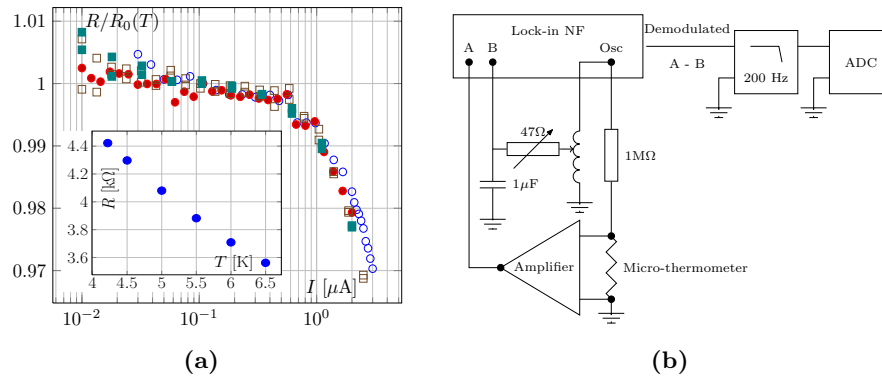 R/R₀(T)
1.01
1
0.99
0.98
0.97
10⁻²
10⁻¹
10⁰
I [μA]
4.4
4.2
4
3.8
3.6
R [kΩ]
T [K]
4
4.5
5
5.5
6
6.5
(a)
Lock-in NF
A
B
Osc
Demodulated
A - B
200 Hz
ADC
47Ω
1μF
1MΩ
Amplifier
Micro-thermometer
(b)